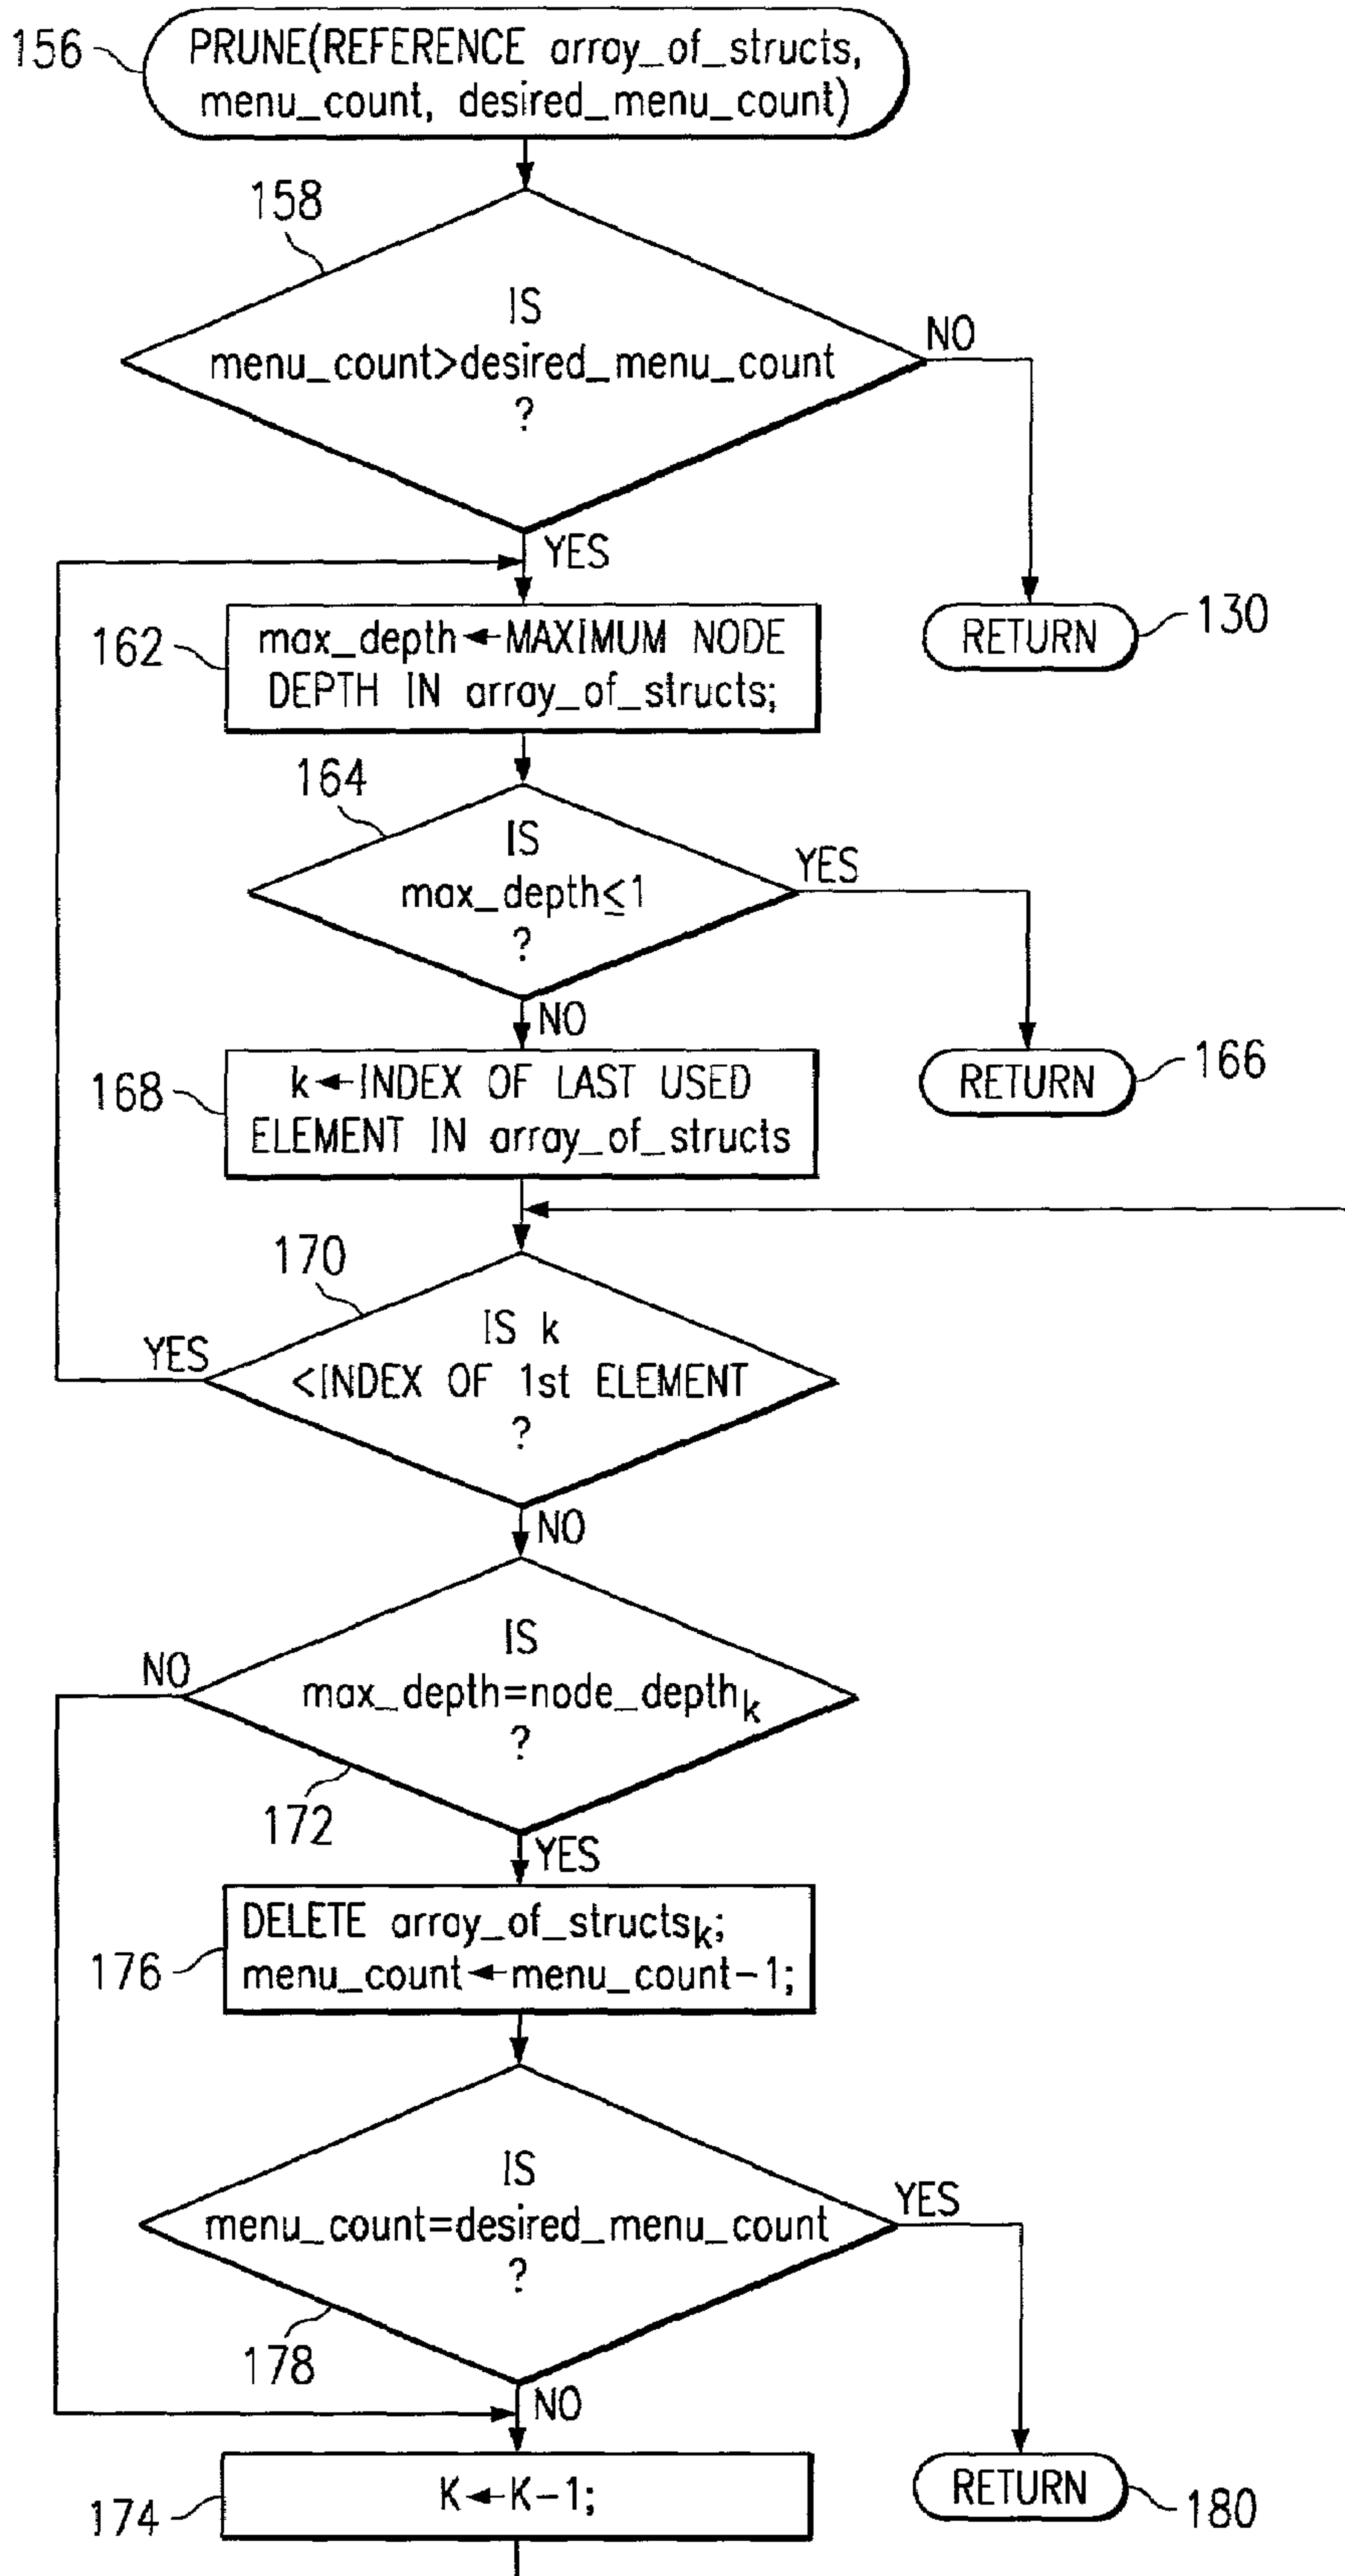 156
PRUNE(REFERENCE array_of_structs,
menu_count, desired_menu_count)
158
IS
menu_count>desired_menu_count
?
NO
YES
162
max_depth←MAXIMUM NODE
DEPTH IN array_of_structs;
RETURN
130
164
IS
max_depth≤1
?
YES
NO
168
k←INDEX OF LAST USED
ELEMENT IN array_of_structs
RETURN
166
170
IS k
<INDEX OF 1st ELEMENT
?
YES
NO
IS
max_depth=node_depthk
?
NO
172
YES
176
DELETE array_of_structsk;
menu_count←menu_count-1;
IS
menu_count=desired_menu_count
?
YES
178
NO
174
K←K-1;
RETURN
180